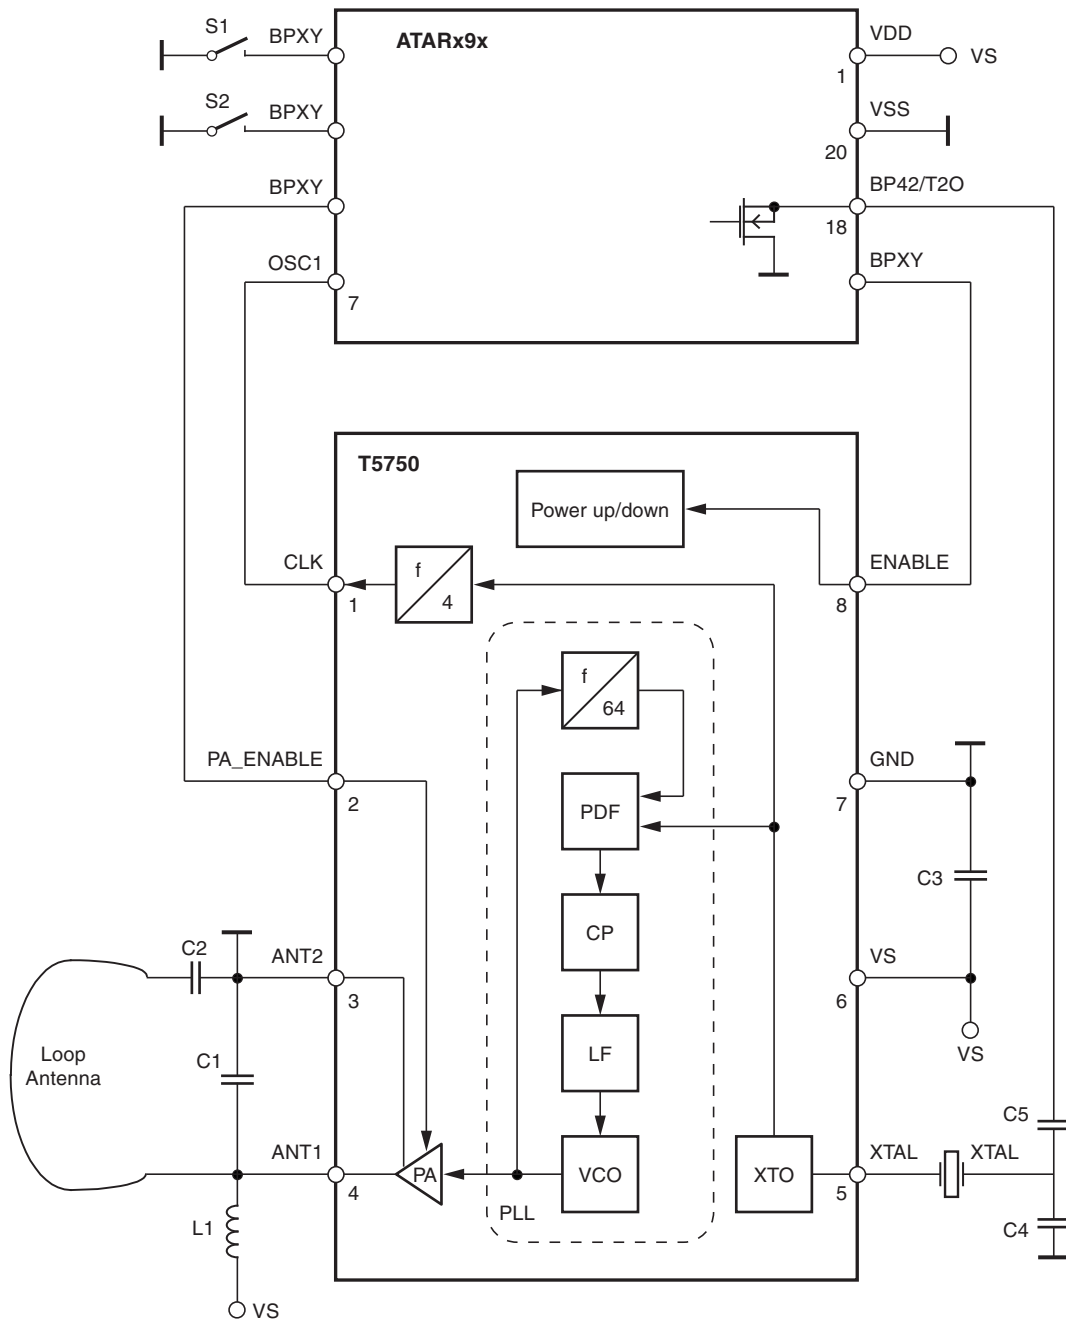 S1
BPXY
ATARx9x
VDD
1
VS
S2
BPXY
VSS
20
BPXY
BP42/T2O
18
OSC1
7
BPXY
T5750
Power up/down
CLK
1
f
4
ENABLE
8
f
64
PA_ENABLE
2
GND
7
PDF
C3
CP
C2
ANT2
3
VS
6
Loop
Antenna
C1
LF
VS
C5
ANT1
4
PA
VCO
XTO
XTAL
5
XTAL
PLL
L1
C4
VS